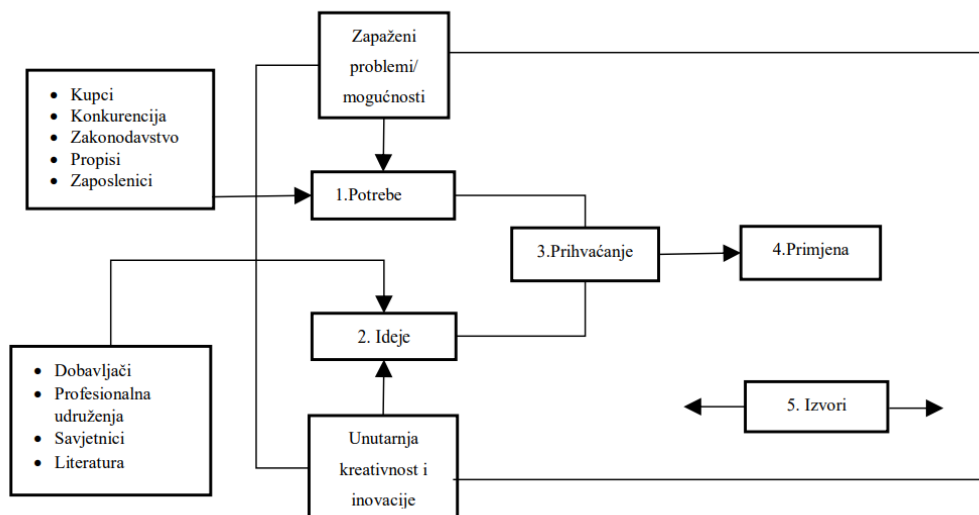 Zapaženi
problemi/
mogućnosti
Kupci
Konkurencija
Zakonodavstvo
Propisi
Zaposlenici
1.Potrebe
3.Prihvaćanje
4.Primjena
2. Ideje
Dobavljači
Profesionalna
udruženja
Savjetnici
Literatura
5. Izvori
Unutarnja
kreativnost i
inovacije